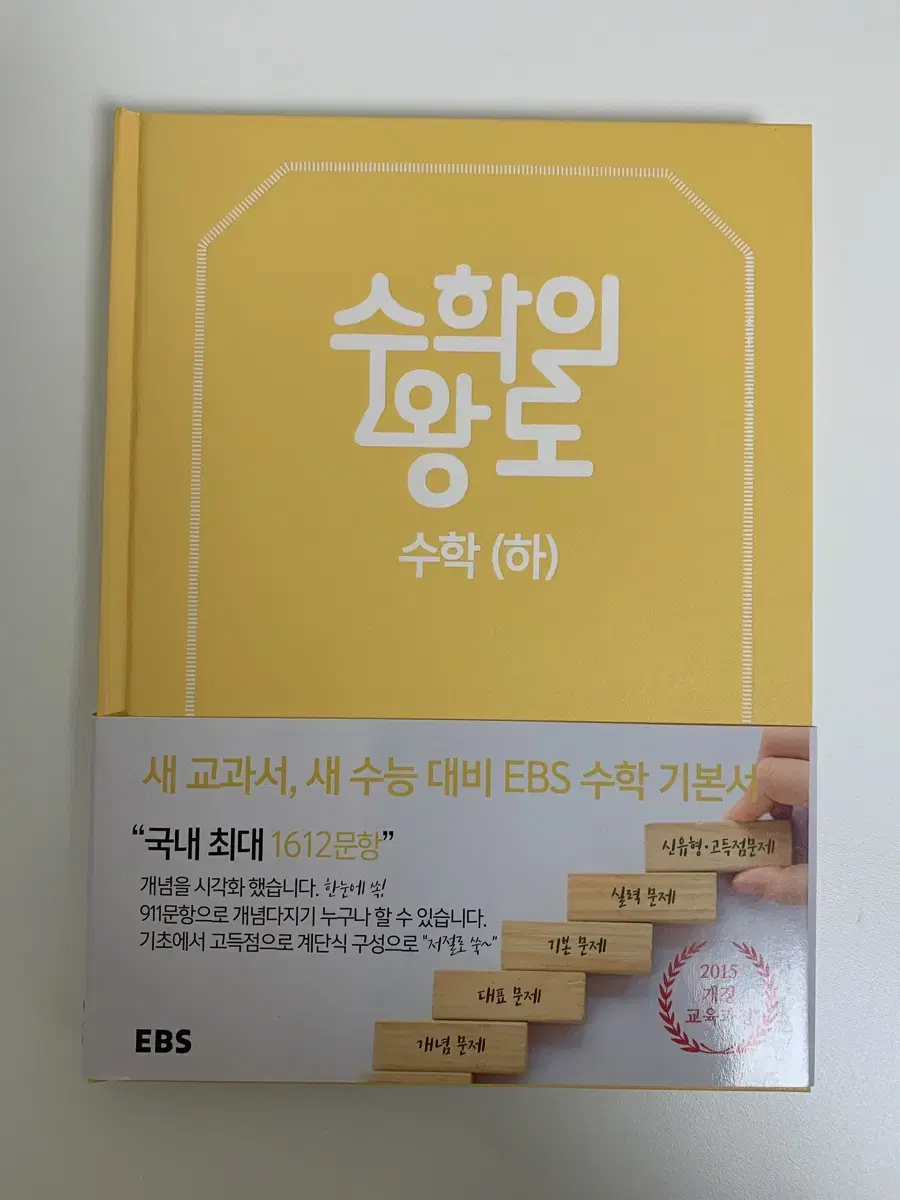 수학의
왕도
수학 (하)
새 교과서, 새 수능 대비 EBS 수학 기본서
“국내 최대 1612문항”
개념을 시각화 했습니다. 한눈에 쏙!
911문항으로 개념다지기 누구나 할 수 있습니다.
기초에서 고득점으로 계단식 구성으로 "저절로 쑥~"
신유형·고득점문제
실력 문제
기본 문제
대표 문제
개념 문제
2015
개정
교육과정
EBS